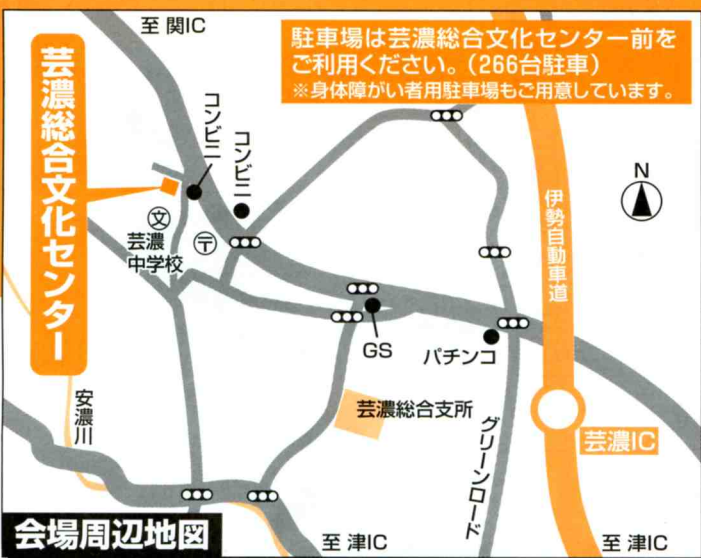 至 関IC
駐車場は芸濃総合文化センター前を
ご利用ください。(266台駐車)
※身体障がい者用駐車場もご用意しています。
芸濃総合文化センター
コンビニ
コンビニ
N
伊勢自動車道
文
芸濃
中学校
〒
GS
パチンコ
芸濃総合支所
安濃川
グリーンロード
芸濃IC
会場周辺地図
至 津IC
至 津IC